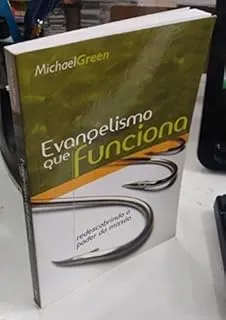 MichaelGreen
Evangelismo
que funciona
redescobrindo o
poder da missão